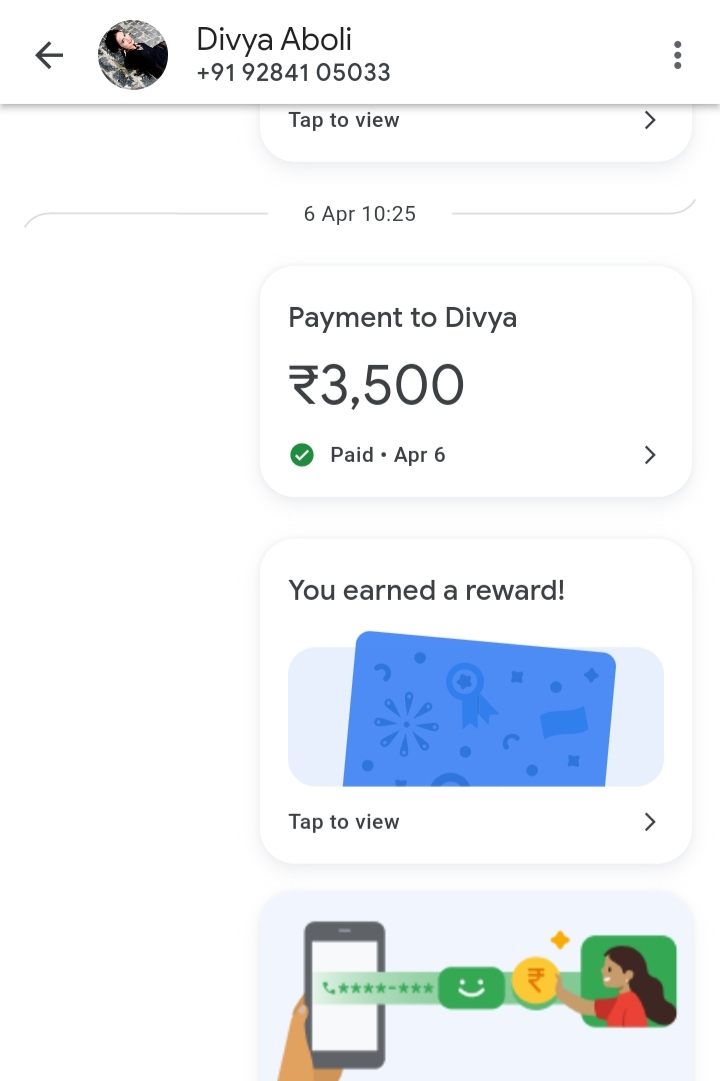 Divya Aboli
+91 92841 05033
Tap to view
6 Apr 10:25
Payment to Divya
₹3,500
Paid • Apr 6
You earned a reward!
Tap to view
****-***
₹